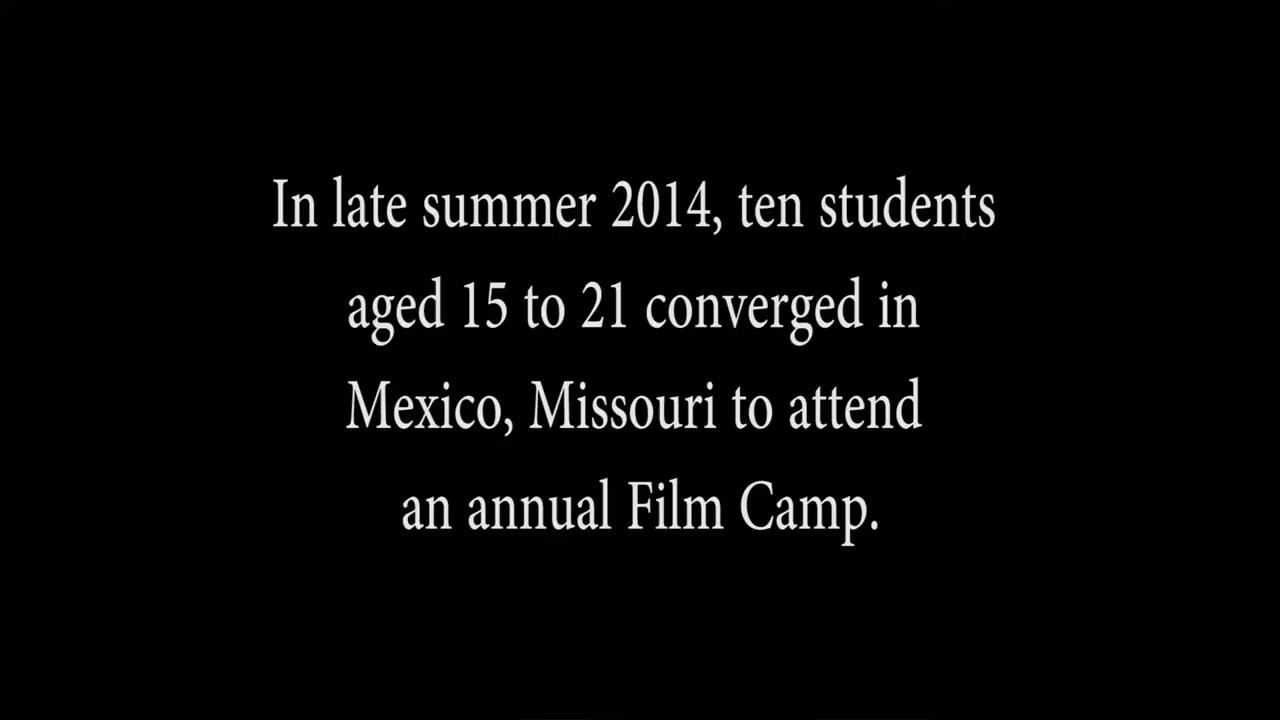 In late summer 2014, ten students
aged 15 to 21 converged in
Mexico, Missouri to attend
an annual Film Camp.